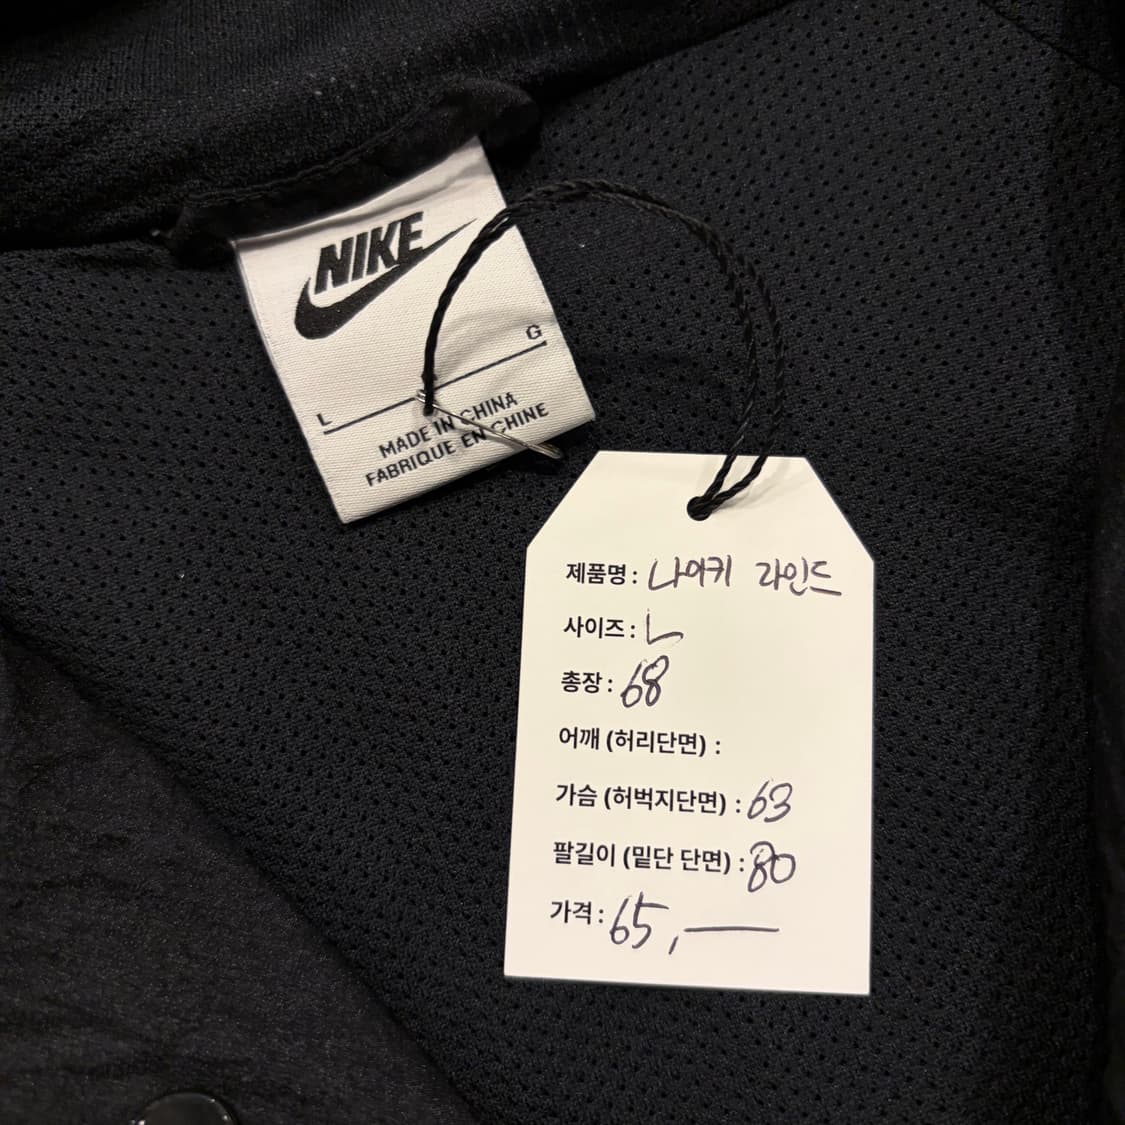 NIKE
L G
MADE IN CHINA
FABRIQUE EN CHINE
제품명 : 나이키 라인드
사이즈 : L
총장 : 68
어깨 (허리단면) :
가슴 (허벅지단면) : 63
팔길이 (밑단 단면) : 80
가격 : 65,—